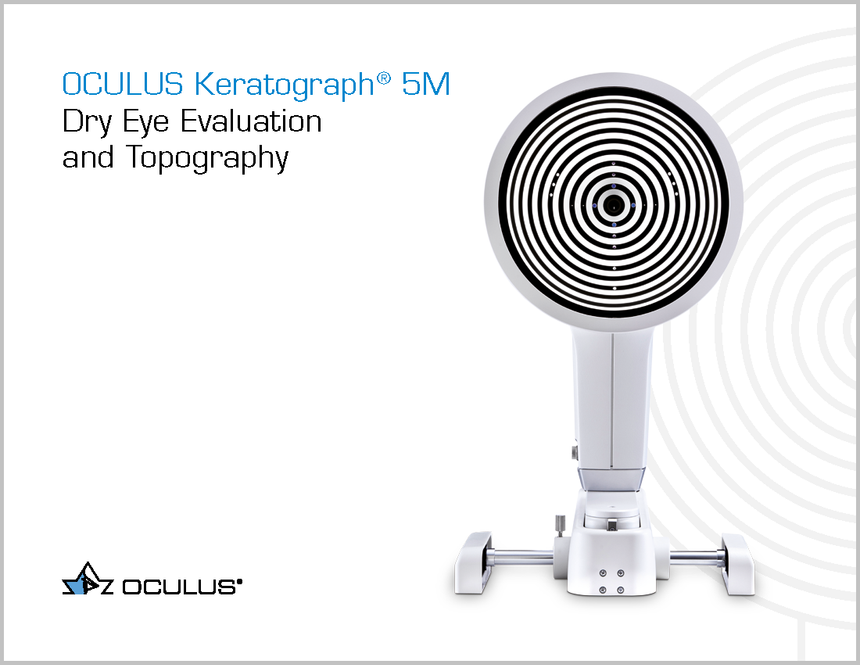 OCULUS Keratograph® 5M
Dry Eye Evaluation
and Topography
OCULUS®